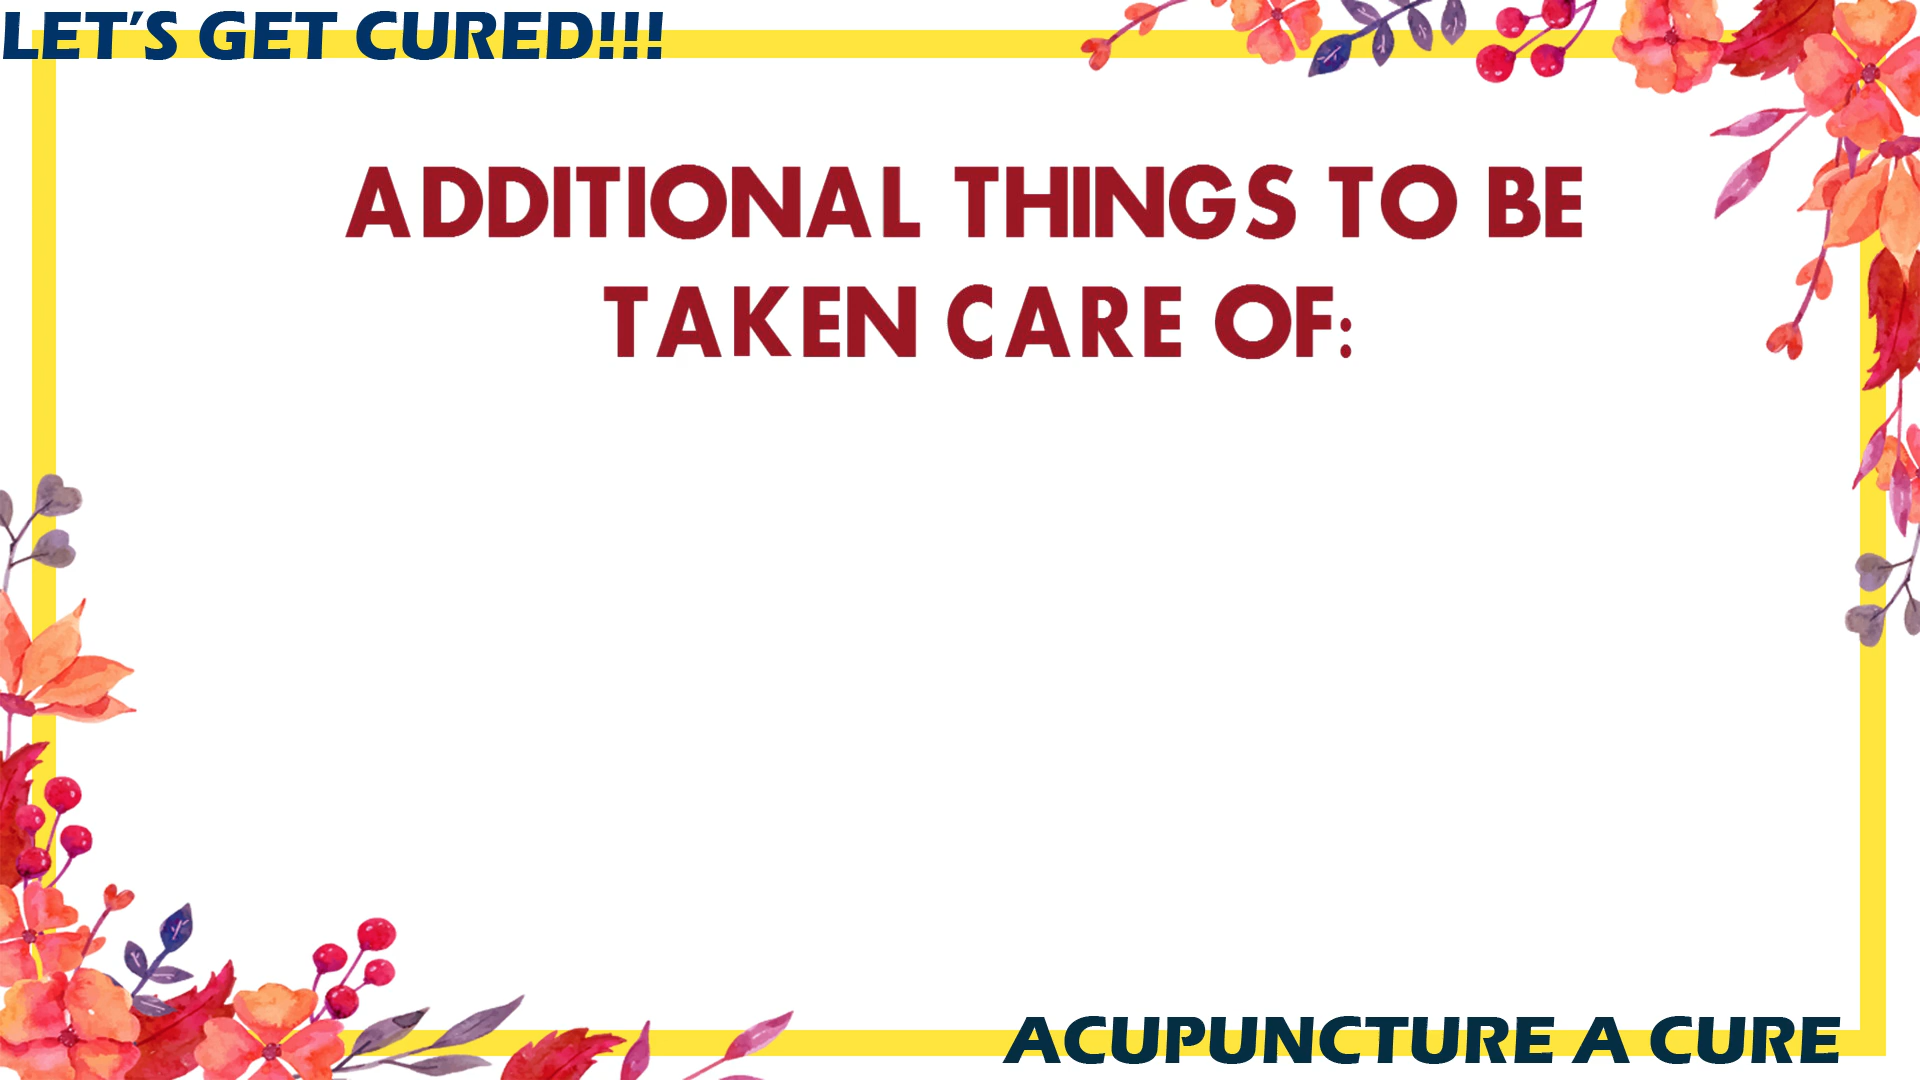 LET'S GET CURED!!!
ADDITIONAL THINGS TO BE
TAKEN CARE OF:
ACUPUNCTURE A CURE